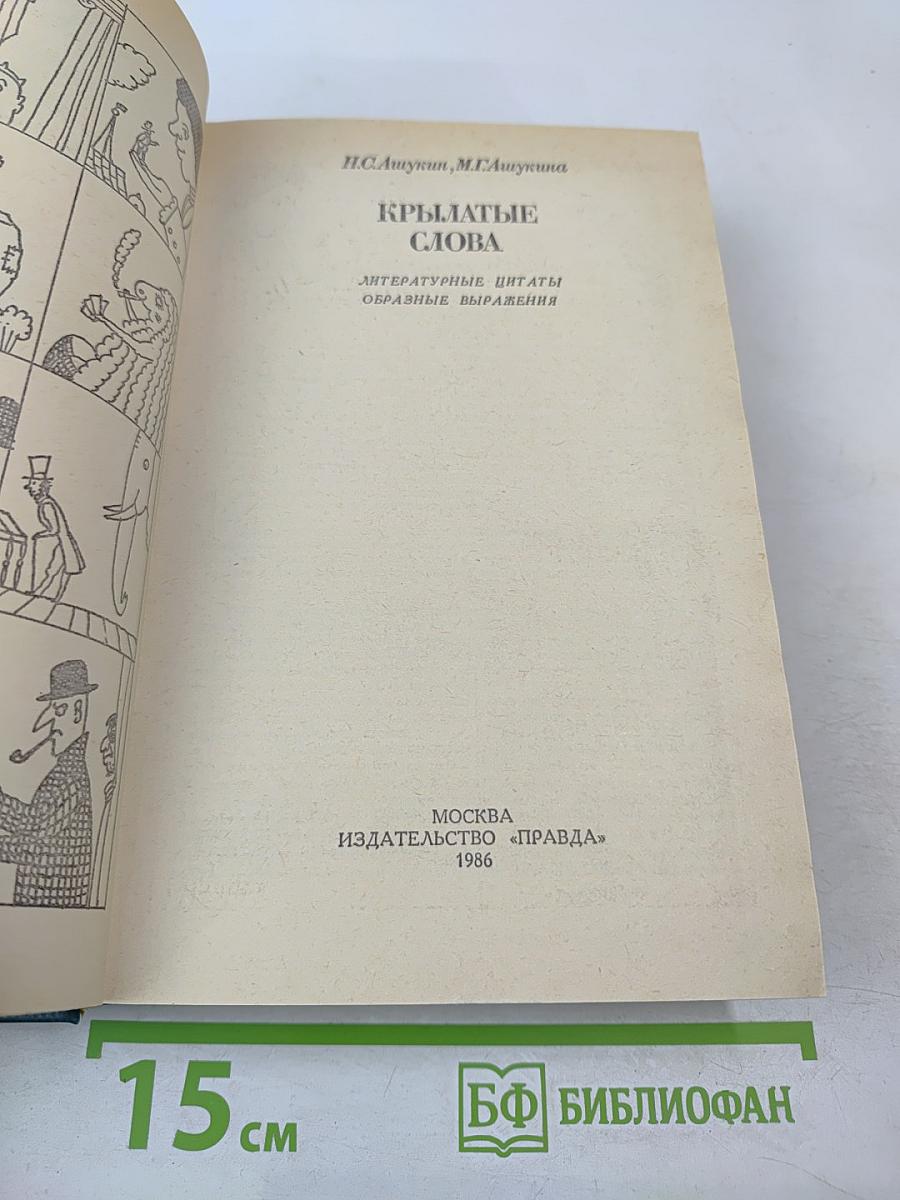 Н.С.Ашукин, М.Г.Ашукина
КРЫЛАТЫЕ
СЛОВА
ЛИТЕРАТУРНЫЕ ЦИТАТЫ
ОБРАЗНЫЕ ВЫРАЖЕНИЯ
МОСКВА
ИЗДАТЕЛЬСТВО «ПРАВДА»
1986
15 см
БФ БИБЛИОФАН